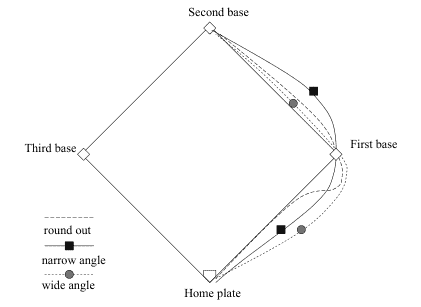 Second base
Third base
First base
round out
narrow angle
wide angle
Home plate